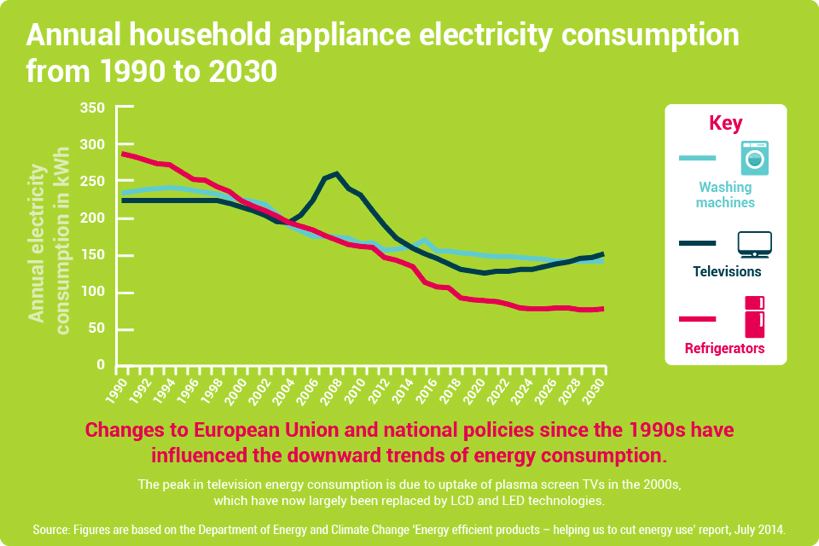 Annual household appliance electricity consumption
from 1990 to 2030
Annual electricity
consumption in kWh
350
300
250
200
150
100
50
0
1990 1992 1994 1996 1998 2000 2002 2004 2006 2008 2010 2012 2014 2016 2018 2020 2022 2024 2026 2028 2030
Key
Washing
machines
Televisions
Refrigerators
Changes to European Union and national policies since the 1990s have
influenced the downward trends of energy consumption.
The peak in television energy consumption is due to uptake of plasma screen TVs in the 2000s,
which have now largely been replaced by LCD and LED technologies.
Source: Figures are based on the Department of Energy and Climate Change ‘Energy efficient products – helping us to cut energy use’ report, July 2014.